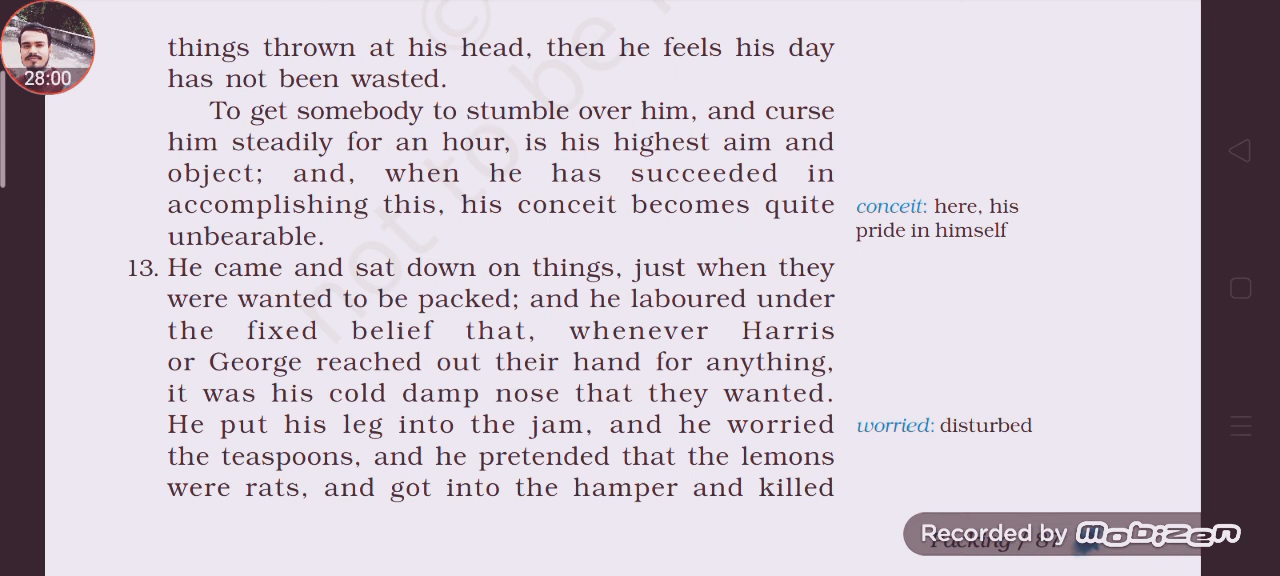 28:00
things thrown at his head, then he feels his day
has not been wasted.
To get somebody to stumble over him, and curse
him steadily for an hour, is his highest aim and
object; and, when he has succeeded in
accomplishing this, his conceit becomes quite
unbearable.
conceit: here, his
pride in himself
13. He came and sat down on things, just when they
were wanted to be packed; and he laboured under
the fixed belief that, whenever Harris
or George reached out their hand for anything,
it was his cold damp nose that they wanted.
He put his leg into the jam, and he worried
the teaspoons, and he pretended that the lemons
were rats, and got into the hamper and killed
worried: disturbed
© not to be
Packing /
Recorded by mobizen